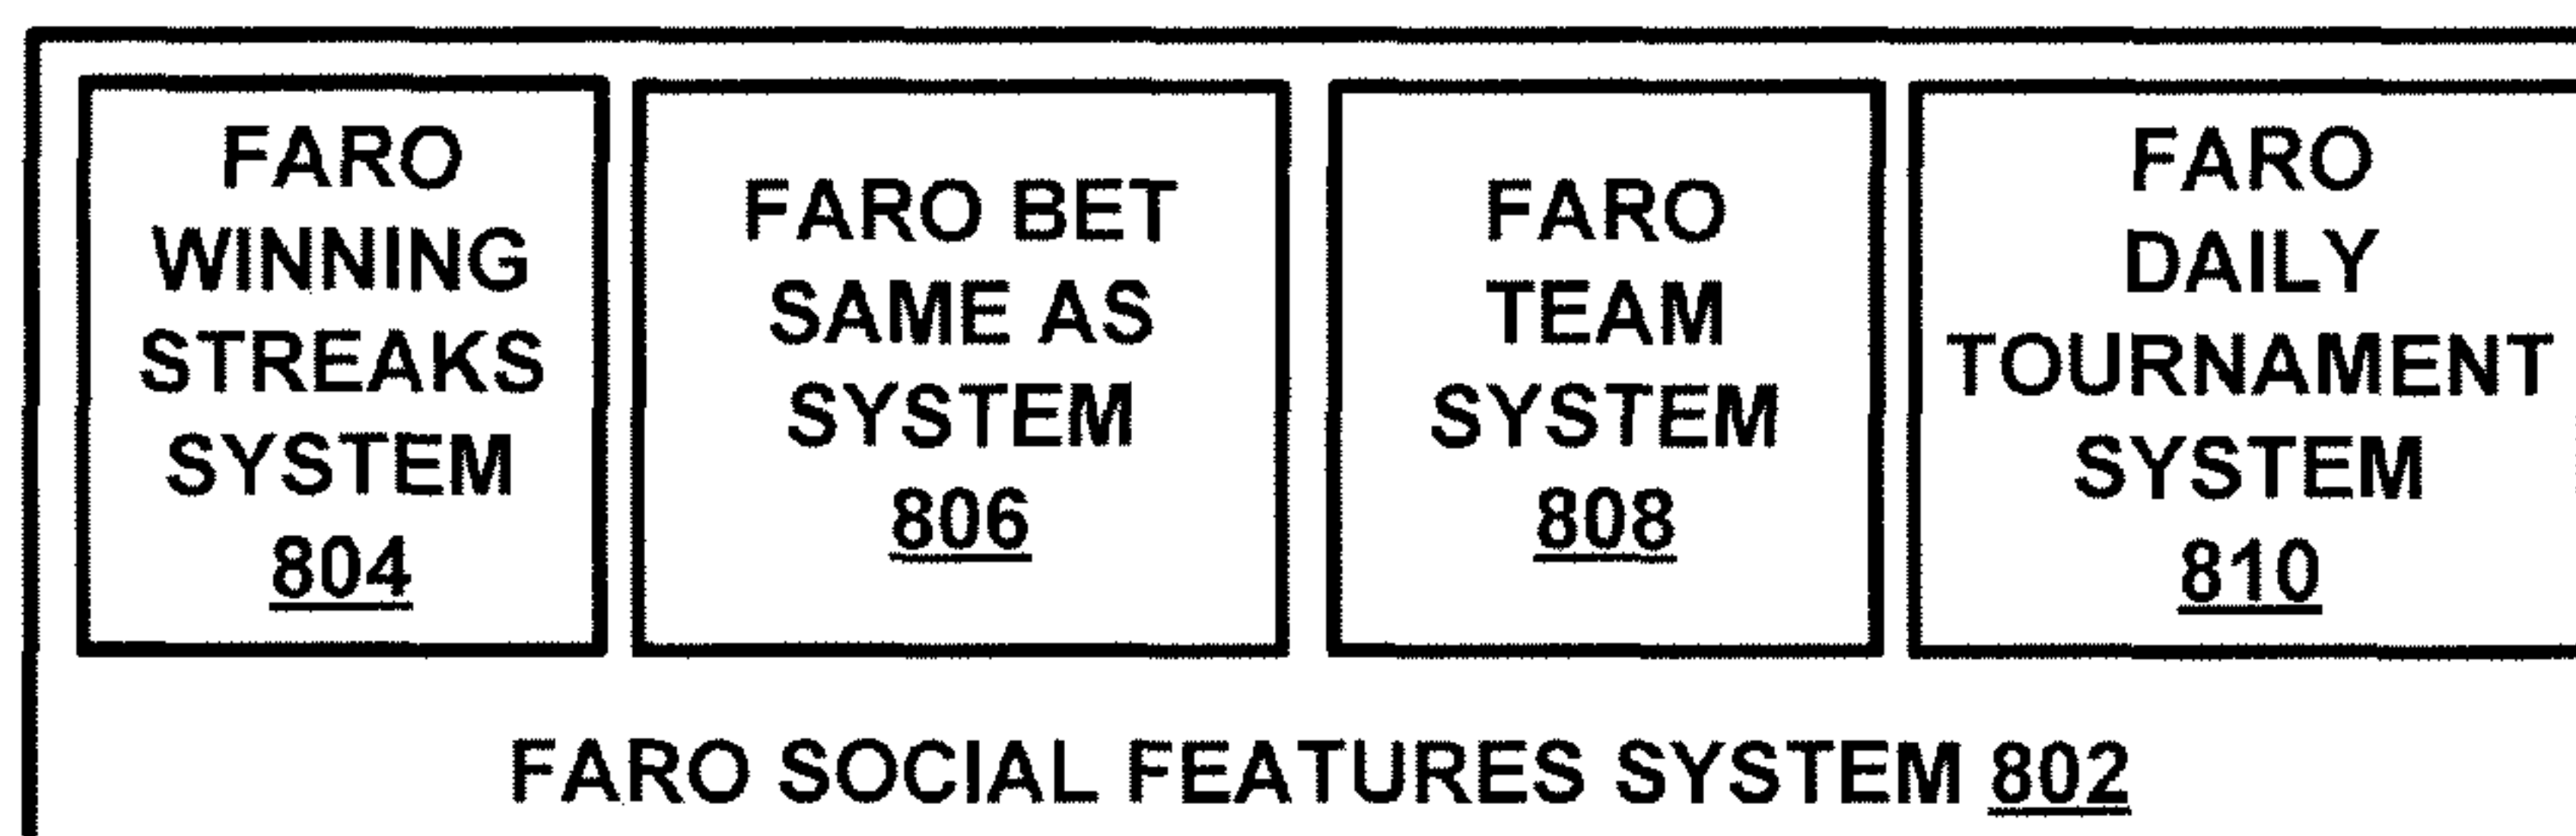 FARO
WINNING
STREAKS
SYSTEM
804
FARO BET
SAME AS
SYSTEM
806
FARO
TEAM
SYSTEM
808
FARO
DAILY
TOURNAMENT
SYSTEM
810
FARO SOCIAL FEATURES SYSTEM 802